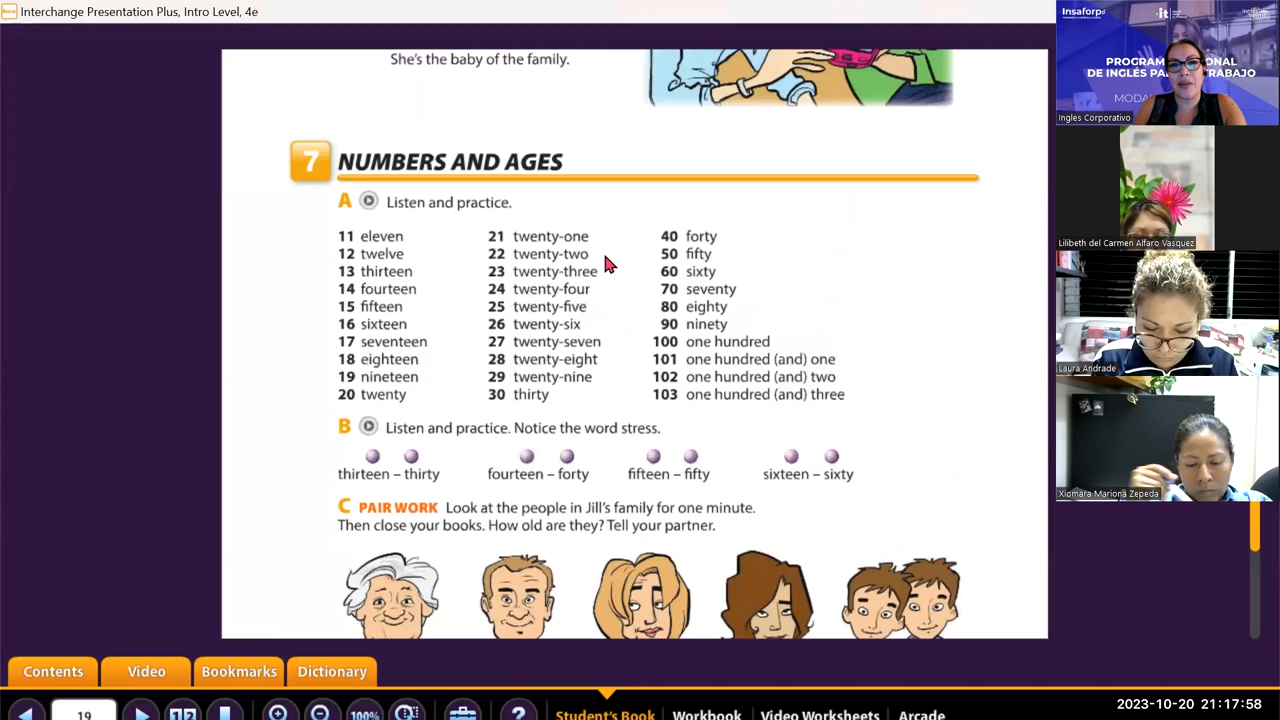 Interchange Presentation Plus, Intro Level, 4e
She's the baby of the family.
7 NUMBERS AND AGES
A Listen and practice.
11 eleven
12 twelve
13 thirteen
14 fourteen
15 fifteen
16 sixteen
17 seventeen
18 eighteen
19 nineteen
20 twenty
21 twenty-one
22 twenty-two
23 twenty-three
24 twenty-four
25 twenty-five
26 twenty-six
27 twenty-seven
28 twenty-eight
29 twenty-nine
30 thirty
40 forty
50 fifty
60 sixty
70 seventy
80 eighty
90 ninety
100 one hundred
101 one hundred (and) one
102 one hundred (and) two
103 one hundred (and) three
B Listen and practice. Notice the word stress.
thirteen – thirty fourteen – forty fifteen – fifty sixteen – sixty
C PAIR WORK Look at the people in Jill's family for one minute.
Then close your books. How old are they? Tell your partner.
Contents Video Bookmarks Dictionary
19 100% ?
Student's Book Workbook Video Worksheets Arcade
Insaforp
PROGRAM
DE INGLÉS PA
Ingles Corporativo
Lilibeth del Carmen Alfaro Vasquez
Laura Andrade
Xiomara Mariona Zepeda
2023-10-20 21:17:58